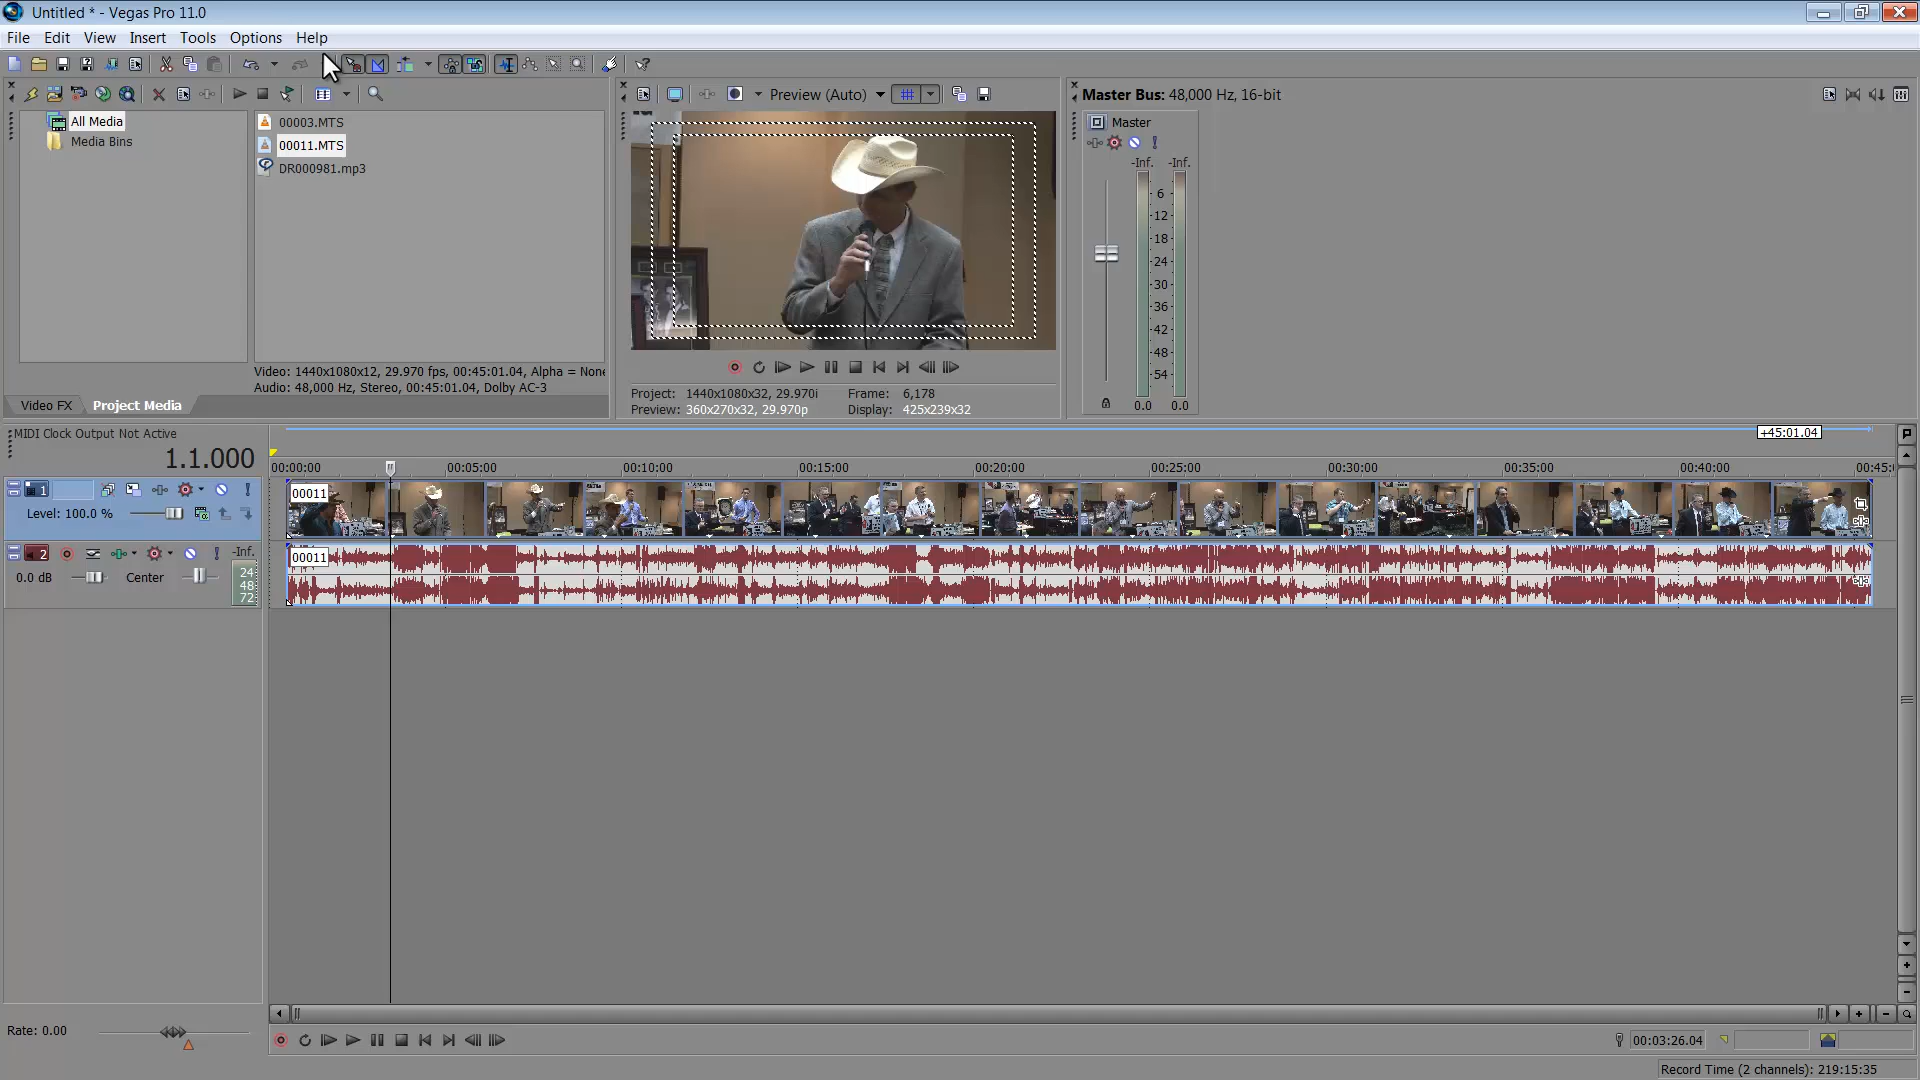 Untitled * - Vegas Pro 11.0
File Edit View Insert Tools Options Help
All Media
Media Bins
00003.MTS
00011.MTS
DR000981.mp3
Video: 1440x1080x12, 29.970 fps, 00:45:01.04, Alpha = None
Audio: 48,000 Hz, Stereo, 00:45:01.04, Dolby AC-3
Video FX Project Media
Preview (Auto)
Project: 1440x1080x32, 29.970i Frame: 6,178
Preview: 360x270x32, 29.970p Display: 425x239x32
Master Bus: 48,000 Hz, 16-bit
Master
-Inf. -Inf.
6
-12-
-18-
-24-
-30-
-36-
-42-
-48-
-54-
0.0 0.0
MIDI Clock Output Not Active
1.1.000
+45:01.04
00:00:00 00:05:00 00:10:00 00:15:00 00:20:00 00:25:00 00:30:00 00:35:00 00:40:00 00:45:
1
Level: 100.0 %
00011
2
-Inf.
0.0 dB Center
24
48
72
00011
Rate: 0.00
00:03:26.04
Record Time (2 channels): 219:15:35